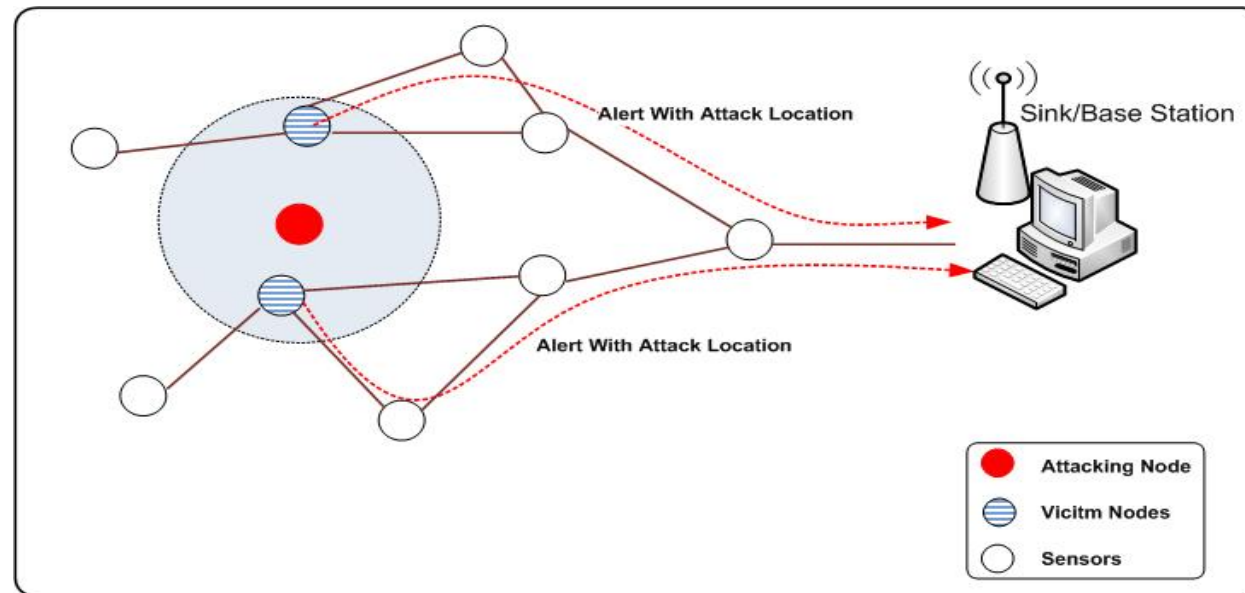 Alert With Attack Location
Sink/Base Station
Alert With Attack Location
Attacking Node
Vicitm Nodes
Sensors